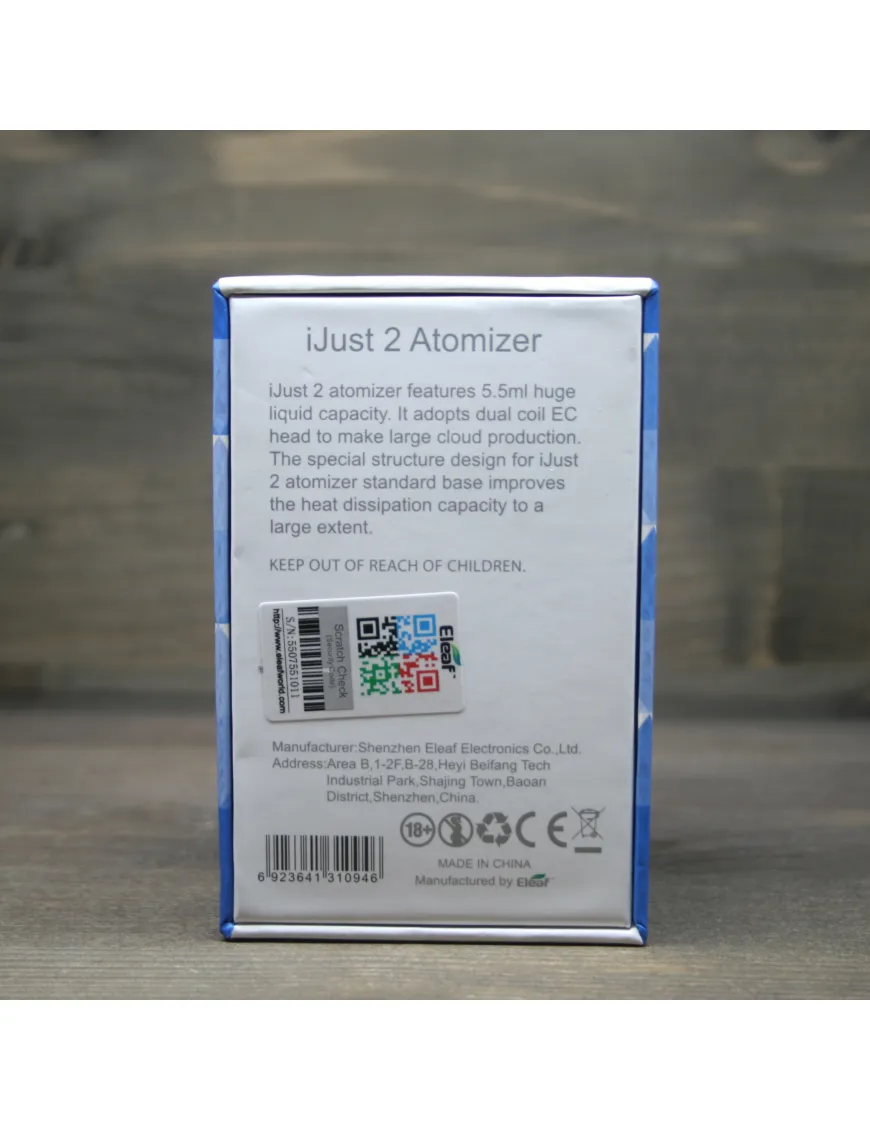 iJust 2 Atomizer
iJust 2 atomizer features 5.5ml huge
liquid capacity. It adopts dual coil EC
head to make large cloud production.
The special structure design for iJust
2 atomizer standard base improves
the heat dissipation capacity to a
large extent.
KEEP OUT OF REACH OF CHILDREN.
Eleaf
Scratch Check
(Security Code)
S/N:5507551011
http://www.eleafworld.com
Manufacturer:Shenzhen Eleaf Electronics Co.,Ltd.
Address:Area B,1-2F,B-28,Heyi Beifang Tech
Industrial Park,Shajing Town,Baoan
District,Shenzhen,China.
18+ CE
6 923641 310946
MADE IN CHINA
Manufactured by Eleaf